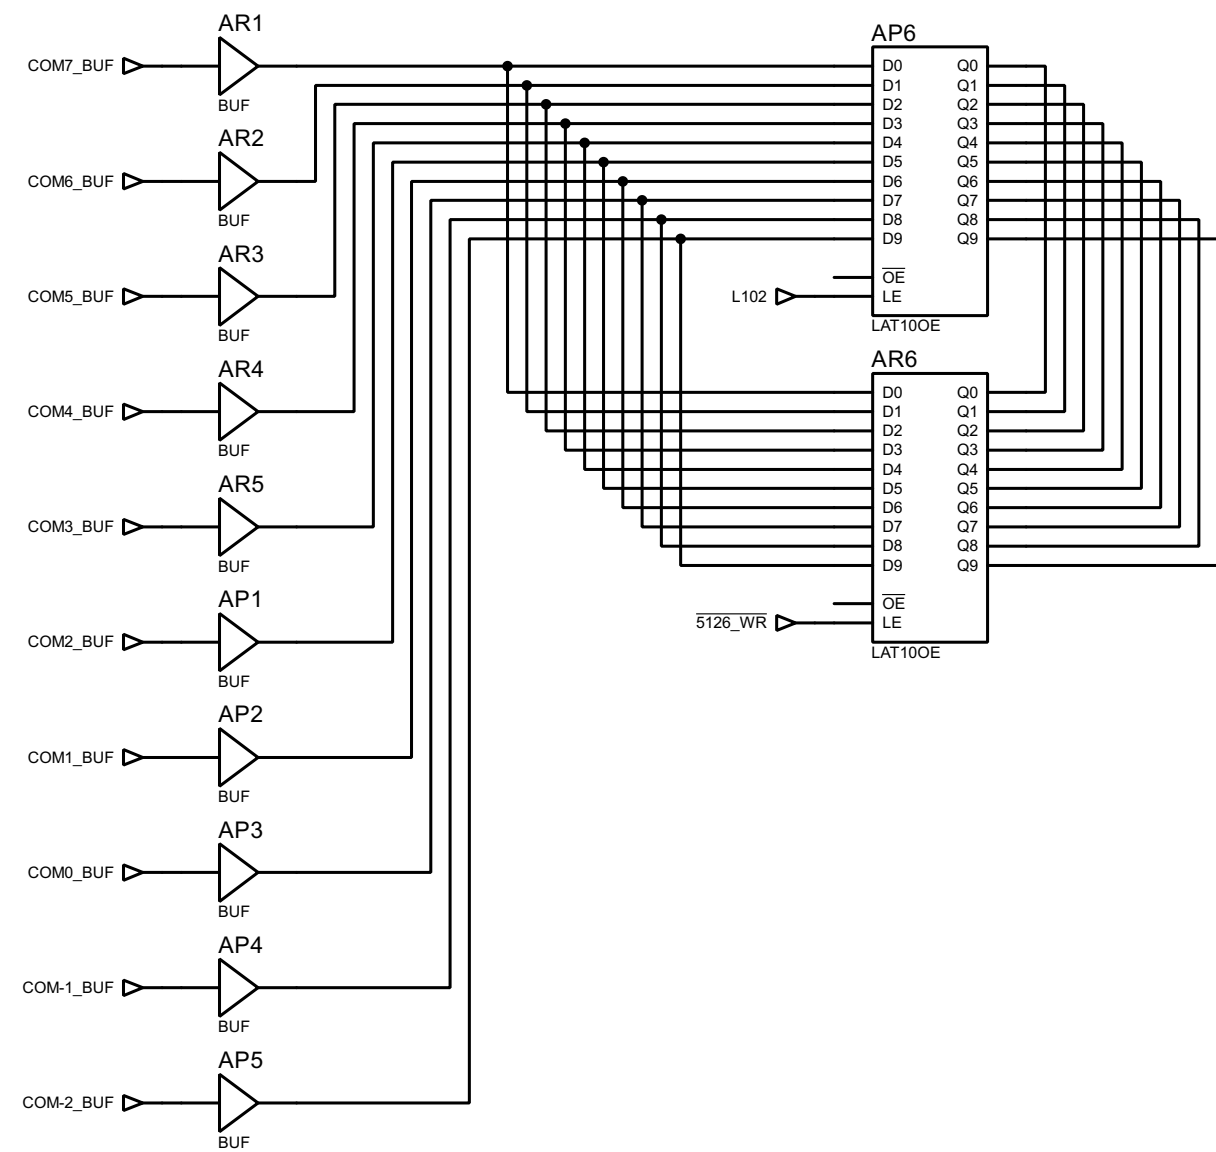 AR1
COM7_BUF
BUF
AR2
COM6_BUF
BUF
AR3
COM5_BUF
BUF
AR4
COM4_BUF
BUF
AR5
COM3_BUF
BUF
AP1
COM2_BUF
BUF
AP2
COM1_BUF
BUF
AP3
COM0_BUF
BUF
AP4
COM-1_BUF
BUF
AP5
COM-2_BUF
BUF
AP6
D0 Q0
D1 Q1
D2 Q2
D3 Q3
D4 Q4
D5 Q5
D6 Q6
D7 Q7
D8 Q8
D9 Q9
OE
L102 LE
LAT10OE
AR6
D0 Q0
D1 Q1
D2 Q2
D3 Q3
D4 Q4
D5 Q5
D6 Q6
D7 Q7
D8 Q8
D9 Q9
OE
5126_WR LE
LAT10OE